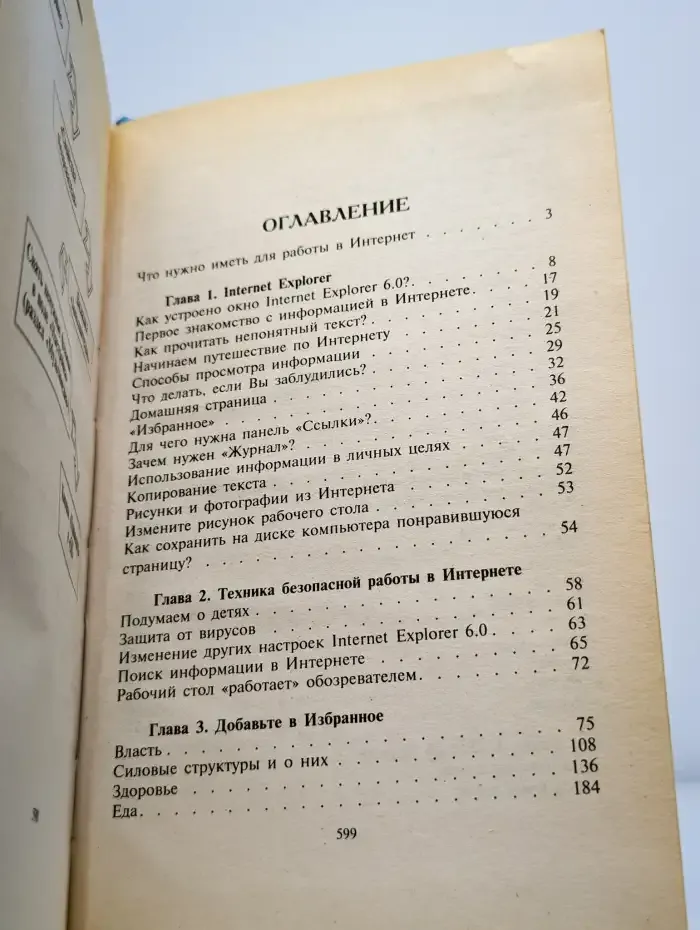 ОГЛАВЛЕНИЕ
Что нужно иметь для работы в Интернет . . . . . . . 3
Глава 1. Internet Explorer
Как устроено окно Internet Explorer 6.0? . . . . . . . 8
Первое знакомство с информацией в Интернете . . . . . 17
Как прочитать непонятный текст? . . . . . . . . . . 19
Начинаем путешествие по Интернету . . . . . . . . . 21
Способы просмотра информации . . . . . . . . . . 25
Что делать, если Вы заблудились? . . . . . . . . . 29
Домашняя страница . . . . . . . . . . . . . . 32
«Избранное» . . . . . . . . . . . . . . . . 36
Для чего нужна панель «Ссылки»? . . . . . . . . . 42
Зачем нужен «Журнал»? . . . . . . . . . . . . 46
Использование информации в личных целях . . . . . . 47
Копирование текста . . . . . . . . . . . . . . 47
Рисунки и фотографии из Интернета . . . . . . . . 52
Измените рисунок рабочего стола . . . . . . . . . 53
Как сохранить на диске компьютера понравившуюся
страницу? . . . . . . . . . . . . . . . . . 54
Глава 2. Техника безопасной работы в Интернете
Подумаем о детях . . . . . . . . . . . . . . . 58
Защита от вирусов . . . . . . . . . . . . . . 61
Изменение других настроек Internet Explorer 6.0 . . . . 63
Поиск информации в Интернете . . . . . . . . . . 65
Рабочий стол «работает» обозревателем . . . . . . . 72
Глава 3. Добавьте в Избранное
Власть . . . . . . . . . . . . . . . . . . . 75
Силовые структуры и о них . . . . . . . . . . . 108
Здоровье . . . . . . . . . . . . . . . . . . 136
Еда . . . . . . . . . . . . . . . . . . . . 184
599